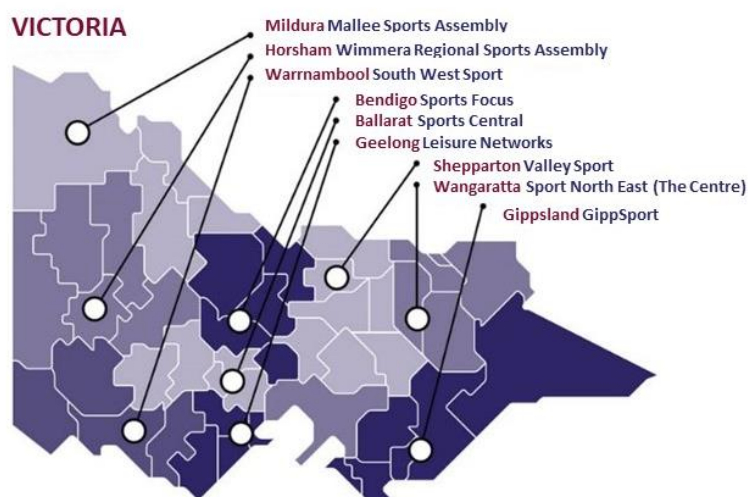 VICTORIA
Mildura Mallee Sports Assembly
Horsham Wimmera Regional Sports Assembly
Warrnambool South West Sport
Bendigo Sports Focus
Ballarat Sports Central
Geelong Leisure Networks
Shepparton Valley Sport
Wangaratta Sport North East (The Centre)
Gippsland GippSport